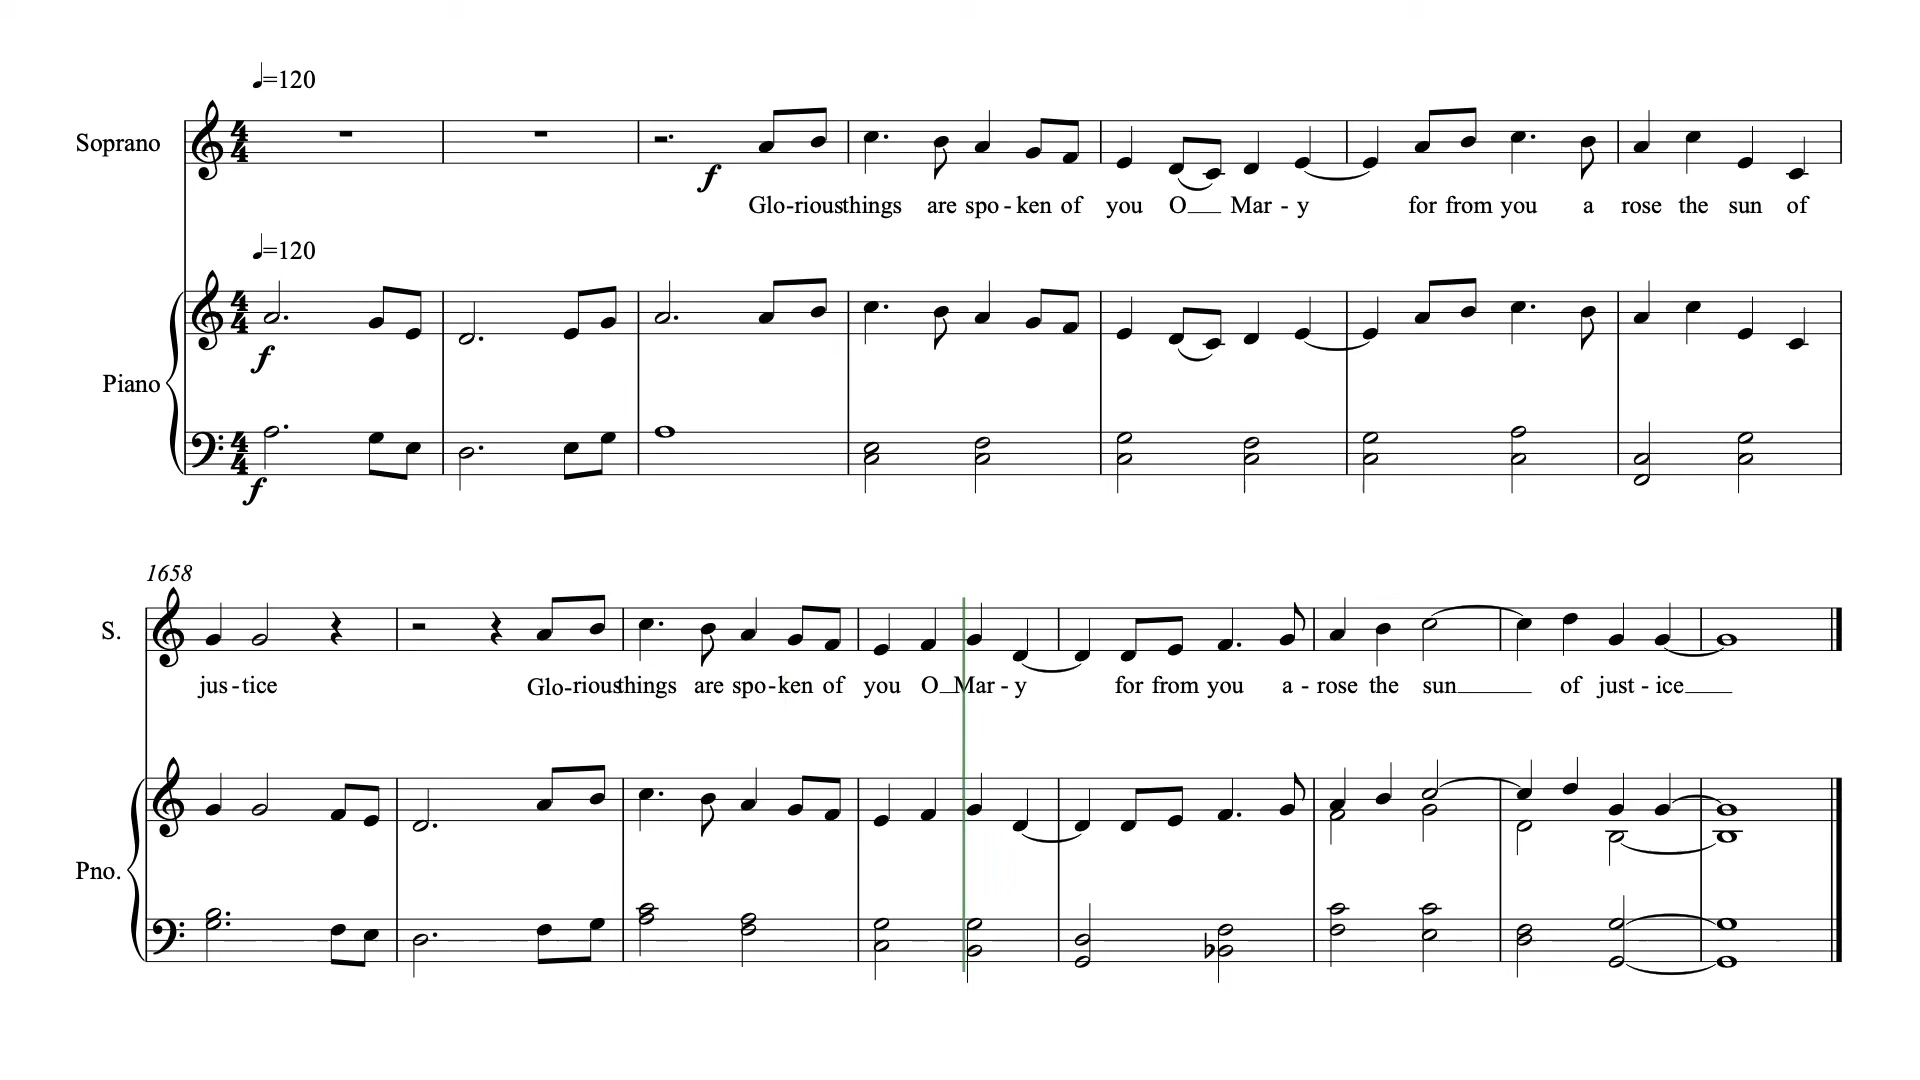 ♩=120
Soprano
f
Glo-riousthings are spo-ken of you O Mar-y for from you a rose the sun of
♩=120
Piano
f
f
1658
S.
jus-tice Glo-riousthings are spo-ken of you O Mar-y for from you a-rose the sun of just-ice
Pno.